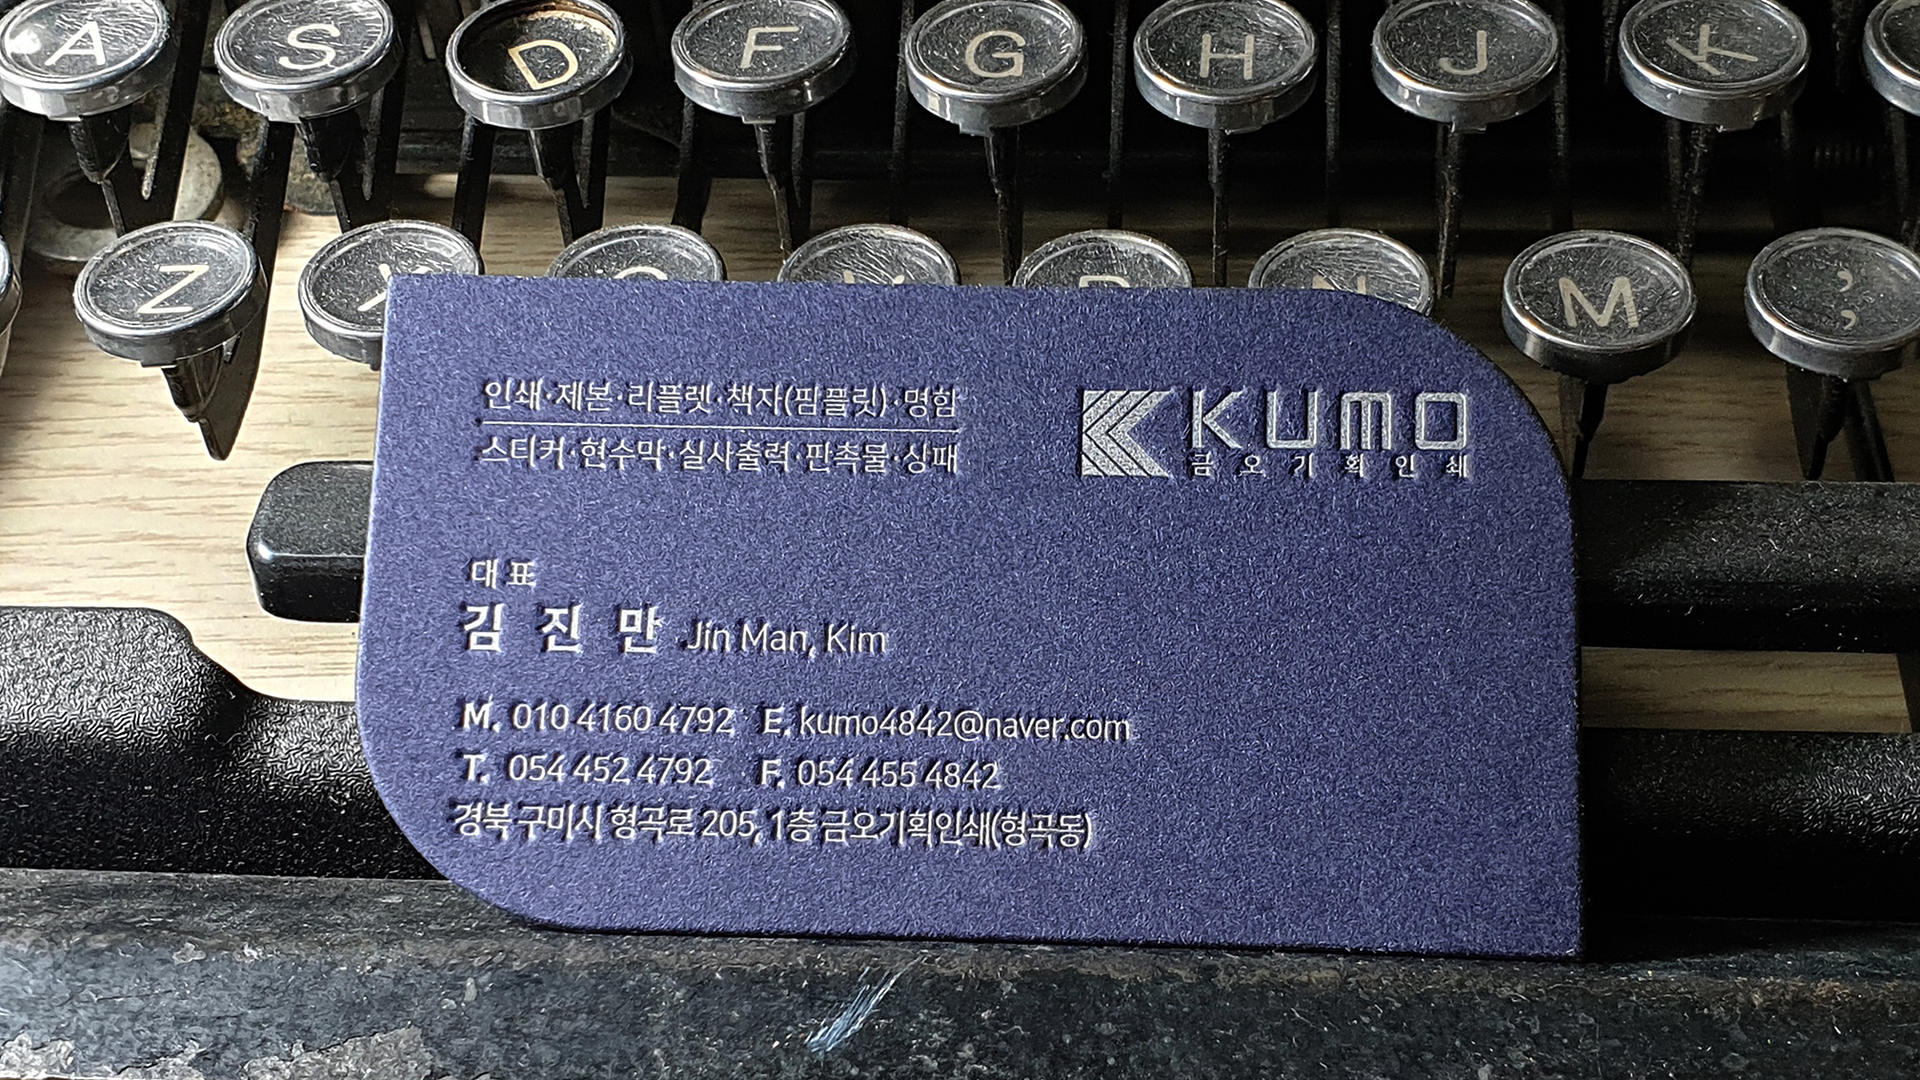 A S D F G H J K
Z X M ;
인쇄·제본·리플렛·책자(팜플릿)·명함
스티커·현수막·실사출력·판촉물·상패
KUMO
금오기획인쇄
대표
김 진 만 Jin Man, Kim
M. 010 4160 4792 E. kumo4842@naver.com
T. 054 452 4792 F. 054 455 4842
경북 구미시 형곡로 205, 1층 금오기획인쇄(형곡동)